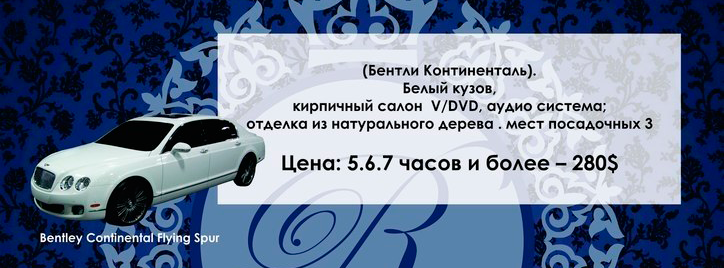 (Бентли Континенталь).
Белый кузов,
кирпичный салон V/DVD, аудио система;
отделка из натурального дерева . мест посадочных 3
Цена: 5.6.7 часов и более – 280$
Bentley Continental Flying Spur
R